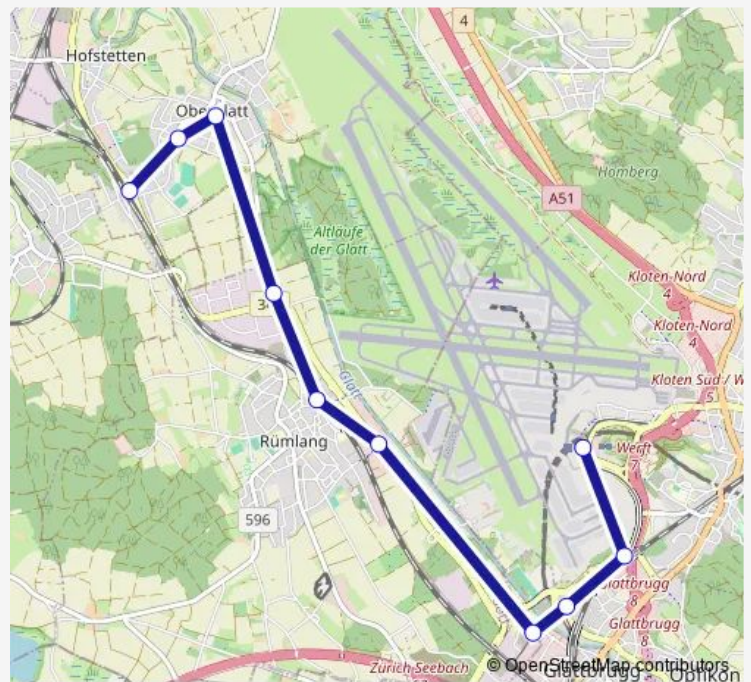 4
Hofstetten
A51
Homberg
Altläufe
der Glatt
Kloten-Nord
4
Kloten-Nord
4
Glatt
Kloten Süd / W
5
Rümlang
Werft
7
596
Glattbrugg
8
Glattbrugg
8
Zürich Seebach
© OpenStreetMap contributors
Glattbrugg
Opfikon